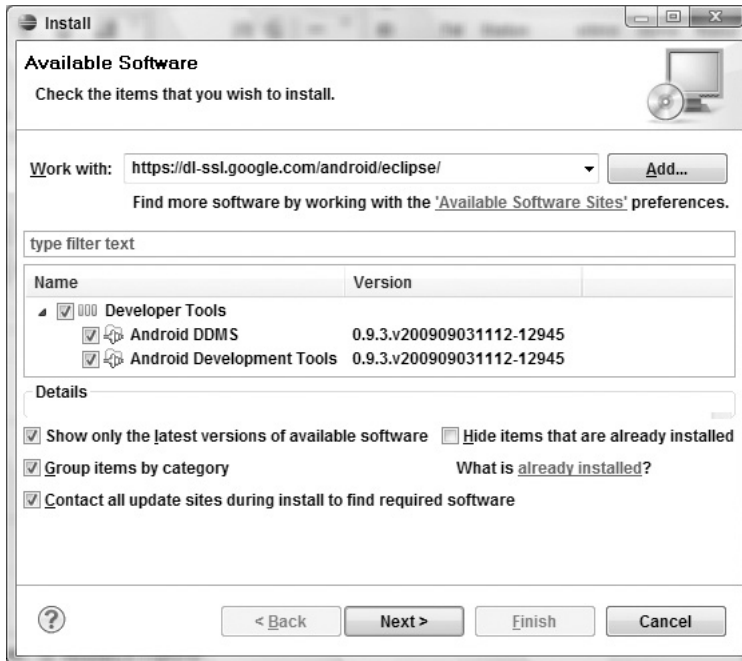 Install
Available Software
Check the items that you wish to install.
Work with: https://dl-ssl.google.com/android/eclipse/ Add...
Find more software by working with the 'Available Software Sites' preferences.
type filter text
Name Version
Developer Tools
Android DDMS 0.9.3.v200909031112-12945
Android Development Tools 0.9.3.v200909031112-12945
Details
Show only the latest versions of available software Hide items that are already installed
Group items by category What is already installed?
Contact all update sites during install to find required software
? < Back Next > Finish Cancel